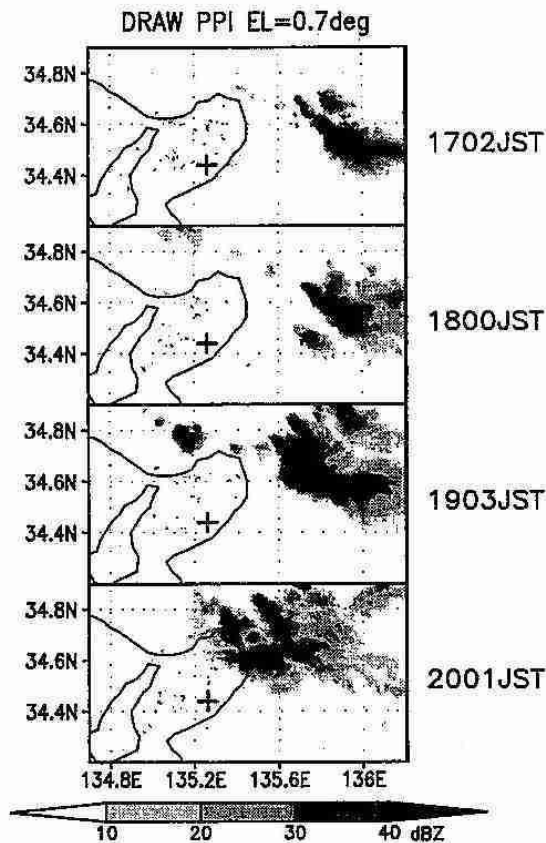 DRAW PPI EL=0.7deg
34.8N
34.6N
34.4N
1702JST
34.8N
34.6N
34.4N
1800JST
34.8N
34.6N
34.4N
1903JST
34.8N
34.6N
34.4N
2001JST
134.8E 135.2E 135.6E 136E
10 20 30 40 dBZ